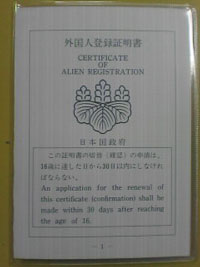 外国人登録証明書
CERTIFICATE
OF
ALIEN REGISTRATION
日本国政府
この証明書の切替（確認）の申請は、
16歳に達した日から30日以内にしなけれ
ばならない。
An application for the renewal of
this certificate (confirmation) shall be
made within 30 days after reaching
the age of 16.
— 1 —